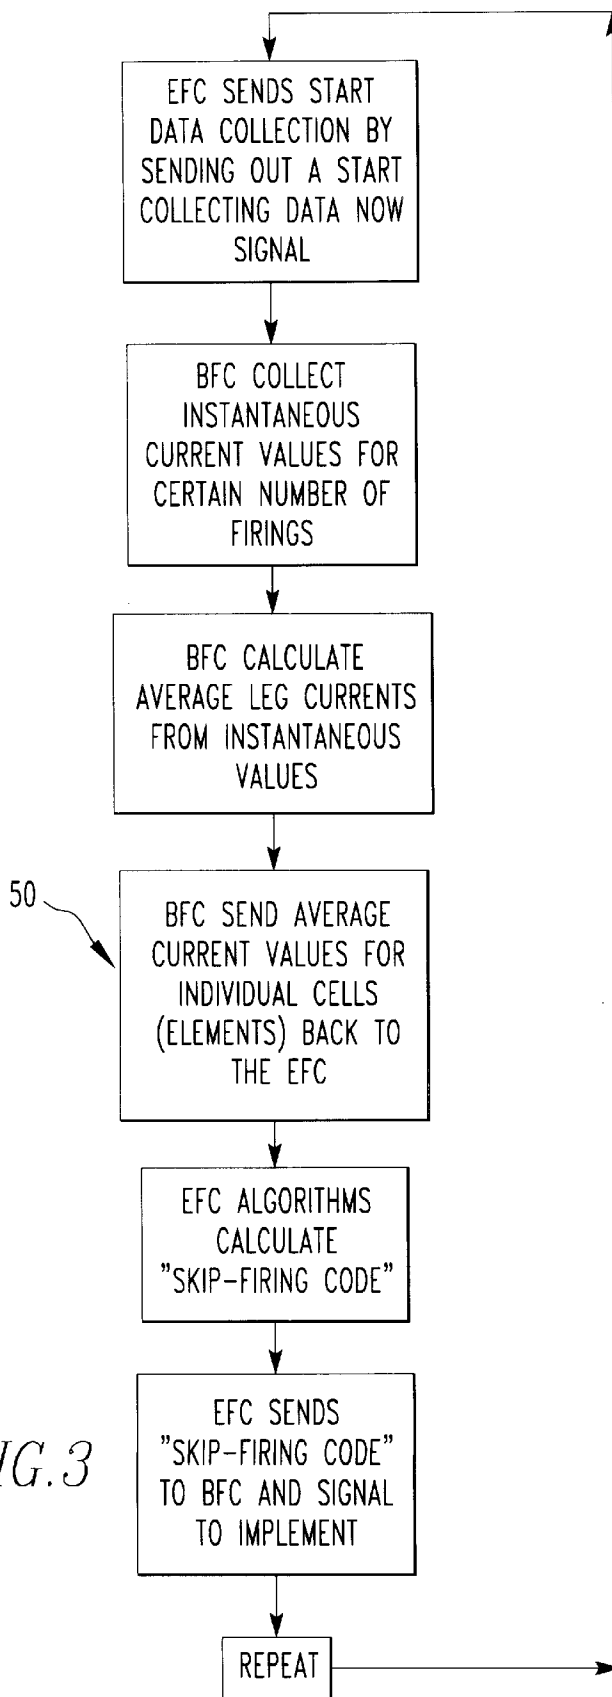 EFC SENDS START
DATA COLLECTION BY
SENDING OUT A START
COLLECTING DATA NOW
SIGNAL
BFC COLLECT
INSTANTANEOUS
CURRENT VALUES FOR
CERTAIN NUMBER OF
FIRINGS
BFC CALCULATE
AVERAGE LEG CURRENTS
FROM INSTANTANEOUS
VALUES
50
BFC SEND AVERAGE
CURRENT VALUES FOR
INDIVIDUAL CELLS
(ELEMENTS) BACK TO
THE EFC
EFC ALGORITHMS
CALCULATE
"SKIP-FIRING CODE"
EFC SENDS
"SKIP-FIRING CODE"
TO BFC AND SIGNAL
TO IMPLEMENT
IG.3
REPEAT